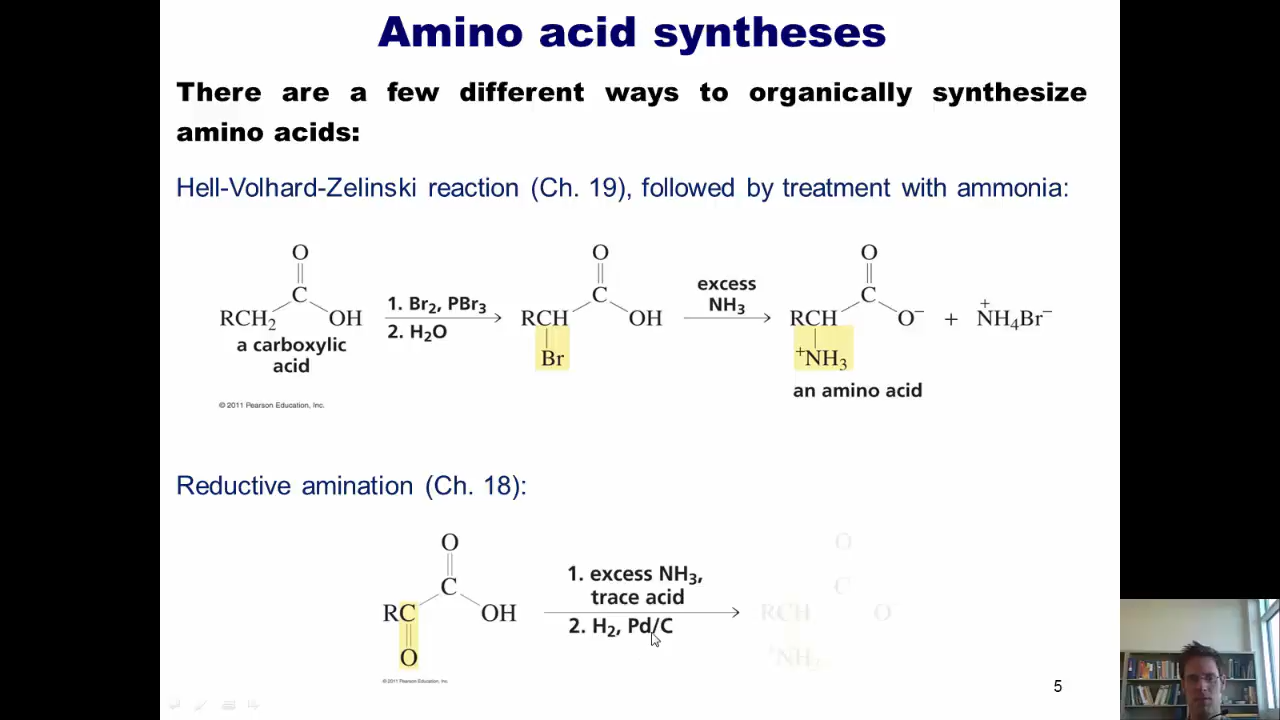 Amino acid syntheses
There are a few different ways to organically synthesize
amino acids:
Hell-Volhard-Zelinski reaction (Ch. 19), followed by treatment with ammonia:
O
C
RCH₂ OH
a carboxylic
acid
1. Br₂, PBr₃
2. H₂O
O
C
RCH OH
Br
excess
NH₃
O
C
RCH O⁻ + ⁺NH₄Br⁻
⁺NH₃
an amino acid
© 2011 Pearson Education, Inc.
Reductive amination (Ch. 18):
O
C
RC OH
O
1. excess NH₃,
trace acid
2. H₂, Pd/C
O
C
RCH O
⁺NH₃
© 2011 Pearson Education, Inc.
5